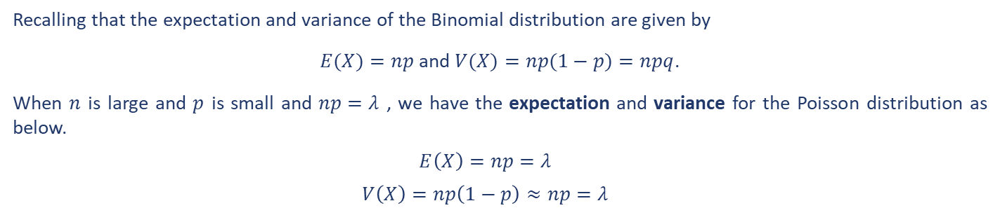 Recalling that the expectation and variance of the Binomial distribution are given by
E(X) = np and V(X) = np(1 − p) = npq.
When n is large and p is small and np = λ , we have the expectation and variance for the Poisson distribution as
below.
E(X) = np = λ
V(X) = np(1 − p) ≈ np = λ